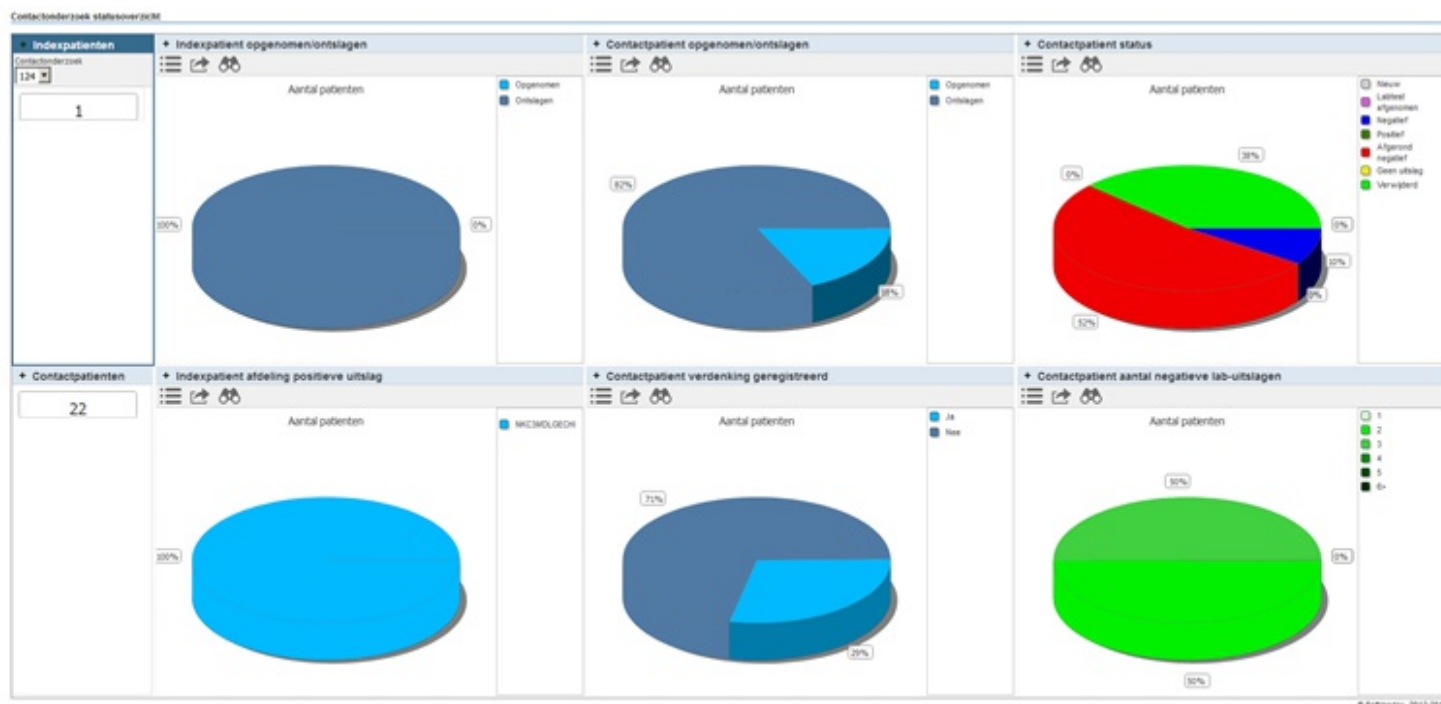 Contactonderzoek statusoverzicht
+ Indexpatienten
Contactonderzoek
124
1
+ Indexpatient opgenomen/ontslagen
Aantal patienten
Opgenomen
Ontslagen
100%
0%
+ Contactpatient opgenomen/ontslagen
Aantal patienten
Opgenomen
Ontslagen
82%
18%
+ Contactpatient status
Aantal patienten
Nieuw
Labteel
afgenomen
Negatief
Positief
Afgerond
negatief
Geen uitslag
Verwijderd
38%
0%
0%
10%
0%
52%
+ Contactpatienten
22
+ Indexpatient afdeling positieve uitslag
Aantal patienten
100%
+ Contactpatient verdenking geregistreerd
Aantal patienten
Ja
Nee
71%
29%
+ Contactpatient aantal negatieve lab-uitslagen
Aantal patienten
1
2
3
4
5
6+
50%
0%
50%